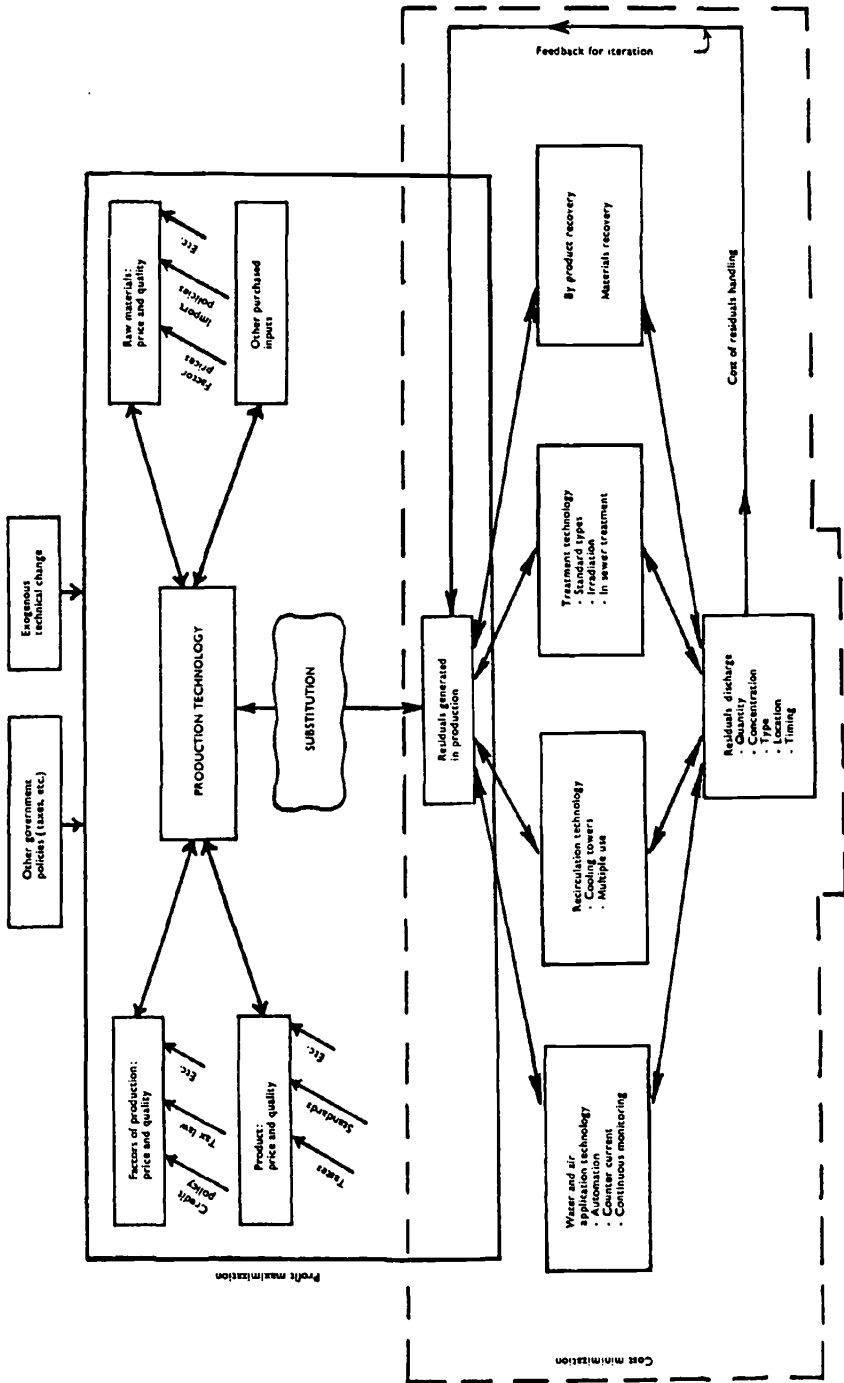 Other government
policies (taxes, etc.)
Exogenous
technical change
Profit maximization
Factors of production:
price and quality
Credit
policy
Tax law
Etc.
Product:
price and quality
Tastes
Standards
Etc.
PRODUCTION TECHNOLOGY
SUBSTITUTION
Raw materials:
price and quality
Factor
prices
Import
policies
Etc.
Other purchased
inputs
Residuals generated
in production
Cost minimization
Water and air
application technology
· Automation
· Counter current
· Continuous monitoring
Recirculation technology
· Cooling towers
· Multiple use
Treatment technology
· Standard types
· Irradiation
· In sewer treatment
By product recovery
Materials recovery
Residuals discharge
· Quantity
· Concentration
· Type
· Location
· Timing
Cost of residuals handling
Feedback for iteration